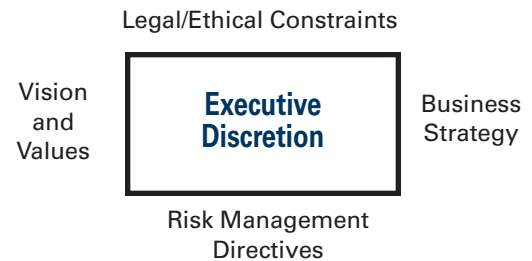 Legal/Ethical Constraints
Vision
and
Values
Executive
Discretion
Business
Strategy
Risk Management
Directives